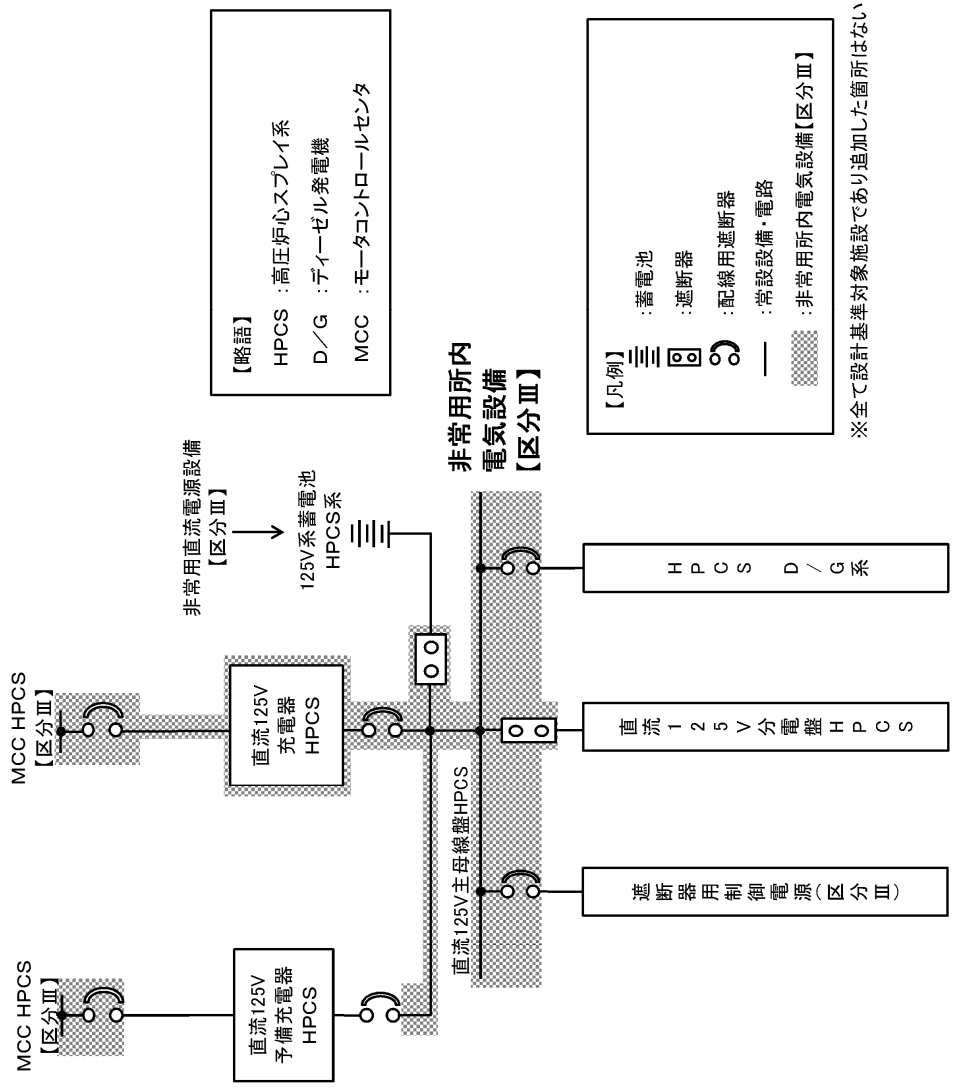 MCC HPCS
【区分Ⅲ】
MCC HPCS
【区分Ⅲ】
直流125V
予備充電器
HPCS
直流125V
充電器
HPCS
非常用直流電源設備
【区分Ⅲ】
125V系蓄電池
HPCS系
直流125V主母線盤HPCS
非常用所内
電気設備
【区分Ⅲ】
遮断器用制御電源(区分Ⅲ)
直流125V分電盤HPCS
HPCS D/G系
【略語】
HPCS :高圧炉心スプレイ系
D/G :ディーゼル発電機
MCC :モータコントロールセンタ
【凡例】
:蓄電池
:遮断器
:配線用遮断器
:常設設備・電路
:非常用所内電気設備【区分Ⅲ】
※全て設計基準対象施設であり追加した箇所はない